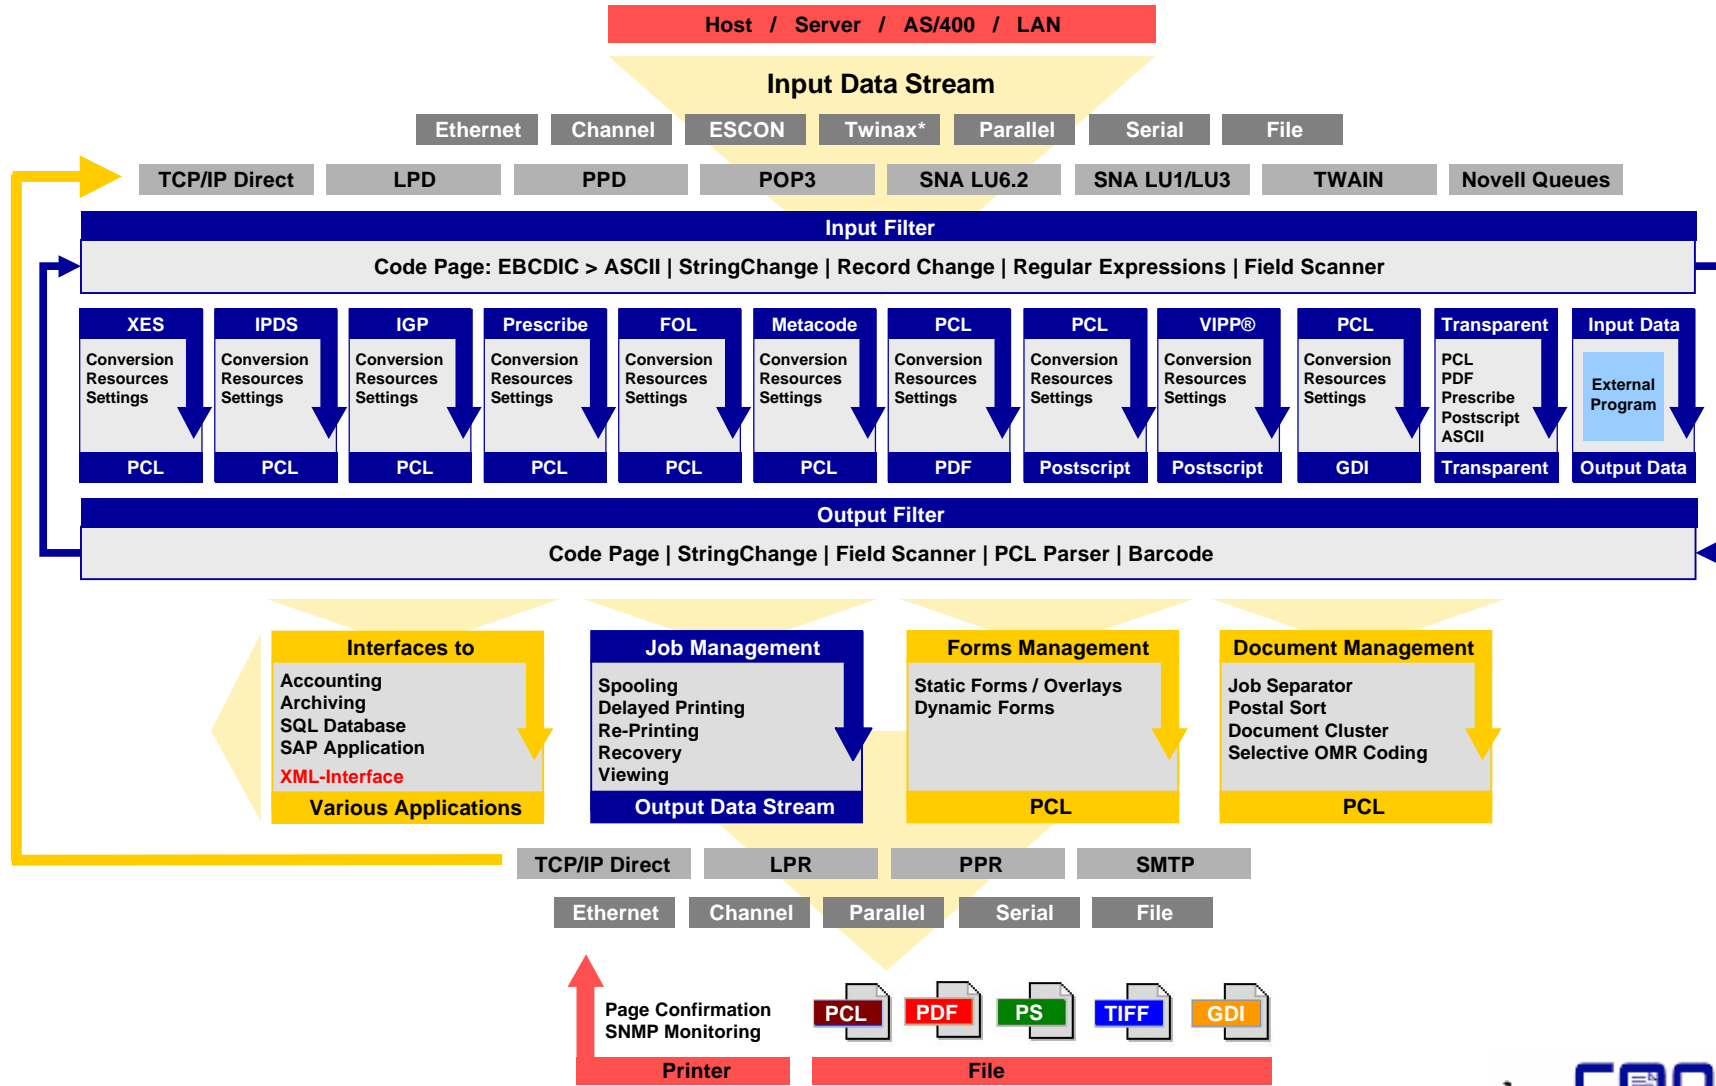 Host / Server / AS/400 / LAN
Input Data Stream
Ethernet Channel ESCON Twinax* Parallel Serial File
TCP/IP Direct LPD PPD POP3 SNA LU6.2 SNA LU1/LU3 TWAIN Novell Queues
Input Filter
Code Page: EBCDIC > ASCII | StringChange | Record Change | Regular Expressions | Field Scanner
XES
Conversion
Resources
Settings
PCL
IPDS
Conversion
Resources
Settings
PCL
IGP
Conversion
Resources
Settings
PCL
Prescribe
Conversion
Resources
Settings
PCL
FOL
Conversion
Resources
Settings
PCL
Metacode
Conversion
Resources
Settings
PCL
PCL
Conversion
Resources
Settings
PDF
PCL
Conversion
Resources
Settings
Postscript
VIPP®
Conversion
Resources
Settings
Postscript
PCL
Conversion
Resources
Settings
GDI
Transparent
PCL
PDF
Prescribe
Postscript
ASCII
Transparent
Input Data
External
Program
Output Data
Output Filter
Code Page | StringChange | Field Scanner | PCL Parser | Barcode
Interfaces to
Accounting
Archiving
SQL Database
SAP Application
XML-Interface
Various Applications
Job Management
Spooling
Delayed Printing
Re-Printing
Recovery
Viewing
Output Data Stream
Forms Management
Static Forms / Overlays
Dynamic Forms
PCL
Document Management
Job Separator
Postal Sort
Document Cluster
Selective OMR Coding
PCL
TCP/IP Direct LPR PPR SMTP
Ethernet Channel Parallel Serial File
Page Confirmation
SNMP Monitoring
Printer
PCL PDF PS TIFF GDI
File